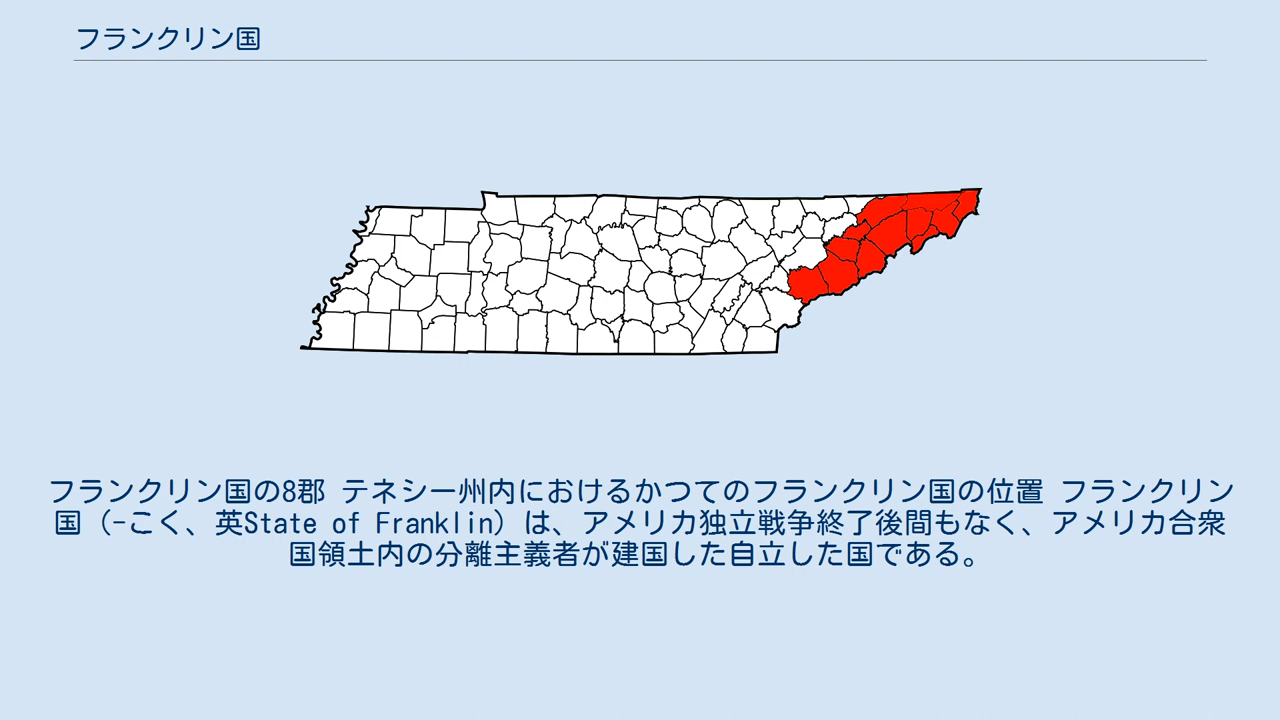 フランクリン国
フランクリン国の8郡 テネシー州内におけるかつてのフランクリン国の位置 フランクリン
国（-こく、英State of Franklin）は、アメリカ独立戦争終了後間もなく、アメリカ合衆
国領土内の分離主義者が建国した自立した国である。